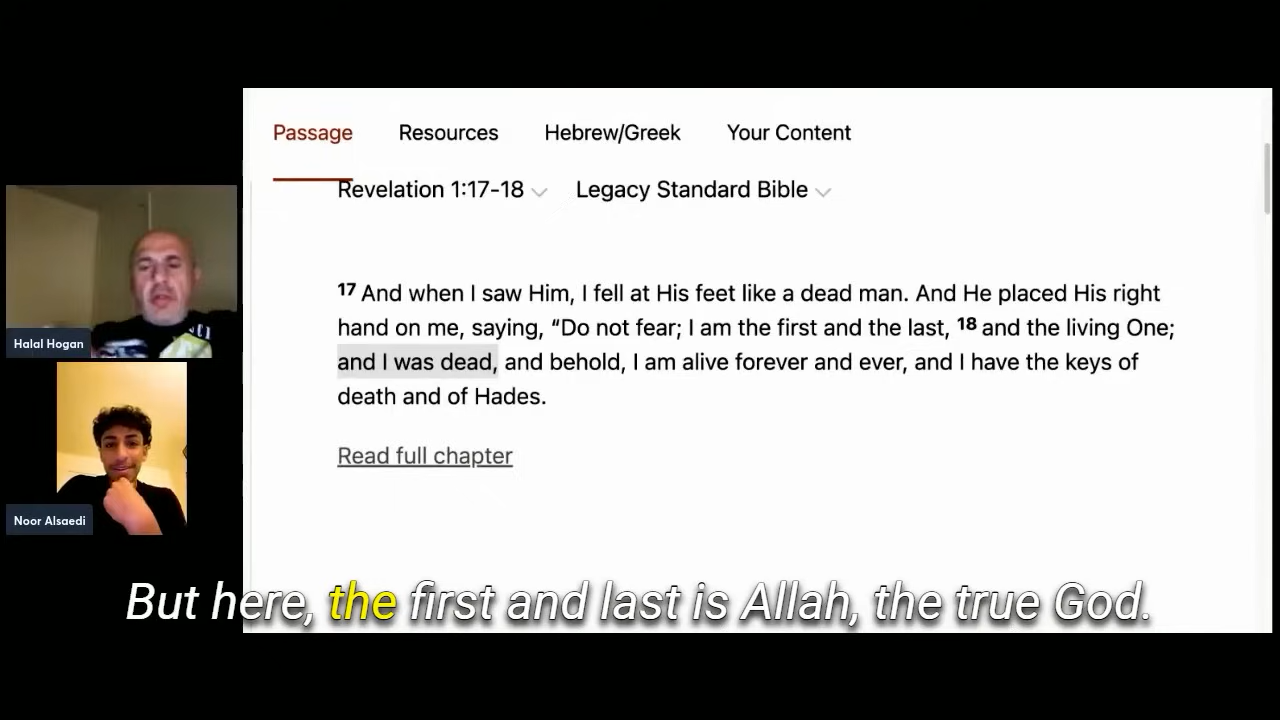 Passage Resources Hebrew/Greek Your Content
Revelation 1:17-18 Legacy Standard Bible
17 And when I saw Him, I fell at His feet like a dead man. And He placed His right
hand on me, saying, “Do not fear; I am the first and the last, 18 and the living One;
and I was dead, and behold, I am alive forever and ever, and I have the keys of
death and of Hades.
Read full chapter
Halal Hogan
Noor Alsaedi
But here, the first and last is Allah, the true God.